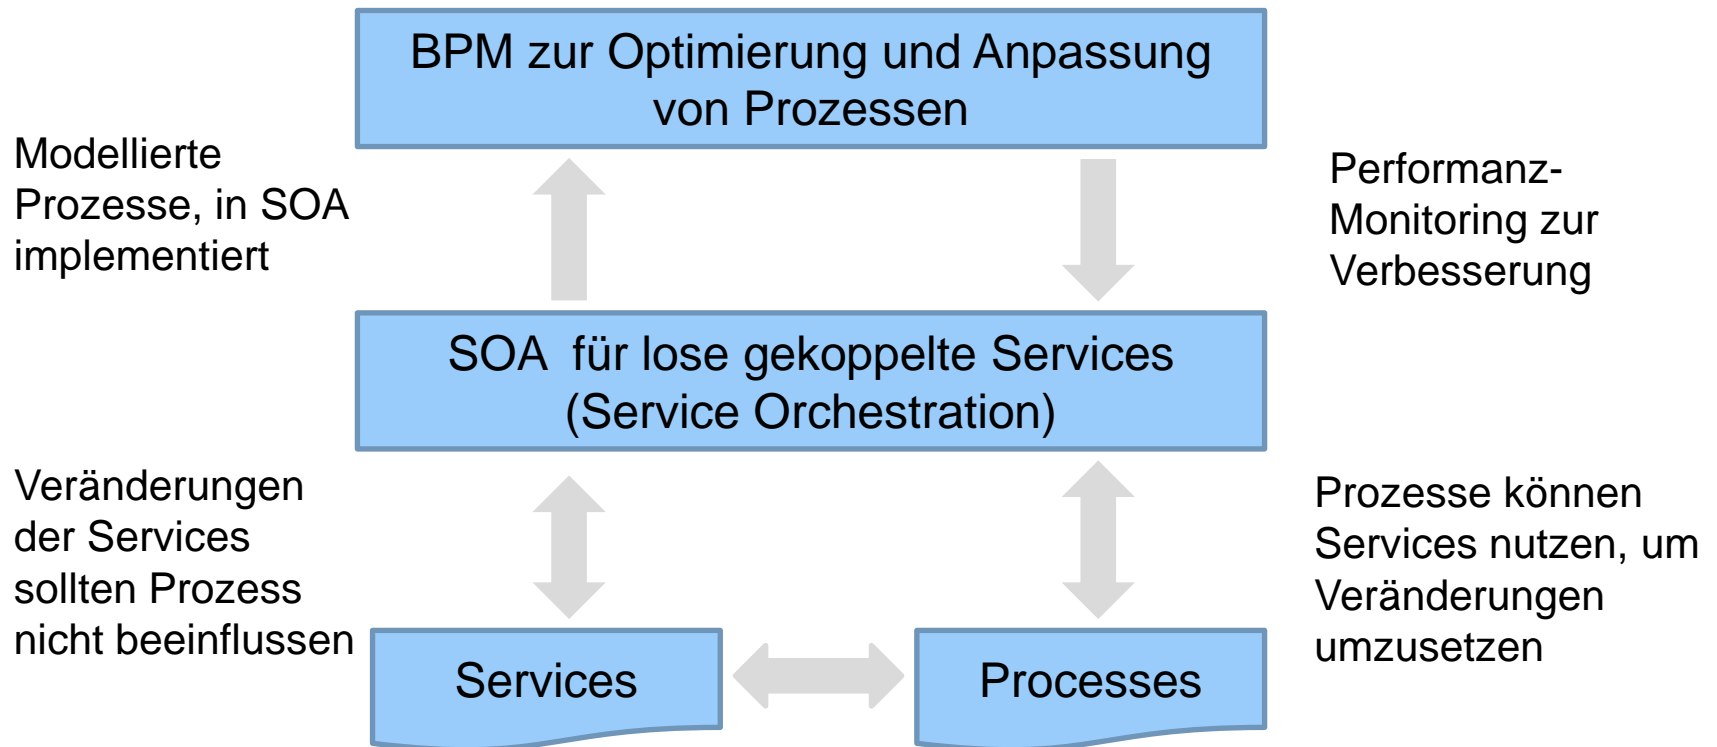 BPM zur Optimierung und Anpassung
von Prozessen
Modellierte
Prozesse, in SOA
implementiert
Performanz-
Monitoring zur
Verbesserung
SOA  für lose gekoppelte Services
(Service Orchestration)
Veränderungen
der Services
sollten Prozess
nicht beeinflussen
Prozesse können
Services nutzen, um
Veränderungen
umzusetzen
Services
Processes